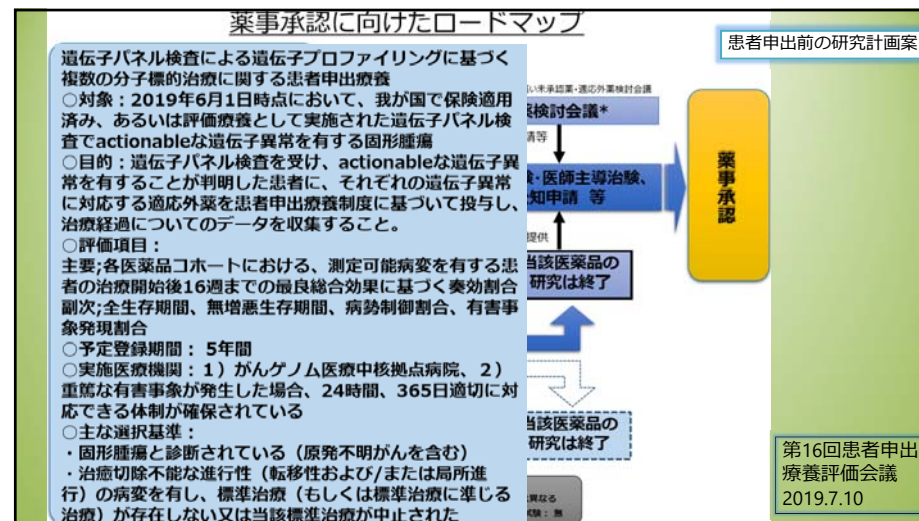 薬事承認に向けたロードマップ
患者申出前の研究計画案
遺伝子パネル検査による遺伝子プロファイリングに基づく
複数の分子標的治療に関する患者申出療養
○対象：2019年6月1日時点において、我が国で保険適用
済み、あるいは評価療養として実施された遺伝子パネル検
査でactionableな遺伝子異常を有する固形腫瘍
○目的：遺伝子パネル検査を受け、actionableな遺伝子異
常を有することが判明した患者に、それぞれの遺伝子異常
に対応する適応外薬を患者申出療養制度に基づいて投与し、
治療経過についてのデータを収集すること。
○評価項目：
主要;各医薬品コホートにおける、測定可能病変を有する患
者の治療開始後16週までの最良総合効果に基づく奏効割合
副次;全生存期間、無増悪生存期間、病勢制御割合、有害事
象発現割合
○予定登録期間： 5年間
○実施医療機関：１）がんゲノム医療中核拠点病院、２）
重篤な有害事象が発生した場合、24時間、365日適切に対
応できる体制が確保されている
○主な選択基準：
・固形腫瘍と診断されている（原発不明がんを含む）
・治癒切除不能な進行性（転移性および/または局所進
行）の病変を有し、標準治療（もしくは標準治療に準じる
治療）が存在しない又は当該標準治療が中止された
い未承認薬・適応外薬検討会議
検討会議*
請等
・医師主導治験、
知申請 等
提供
当該医薬品の
研究は終了
当該医薬品の
研究は終了
異なる
試験：無
薬事承認
第16回患者申出
療養評価会議
2019.7.10